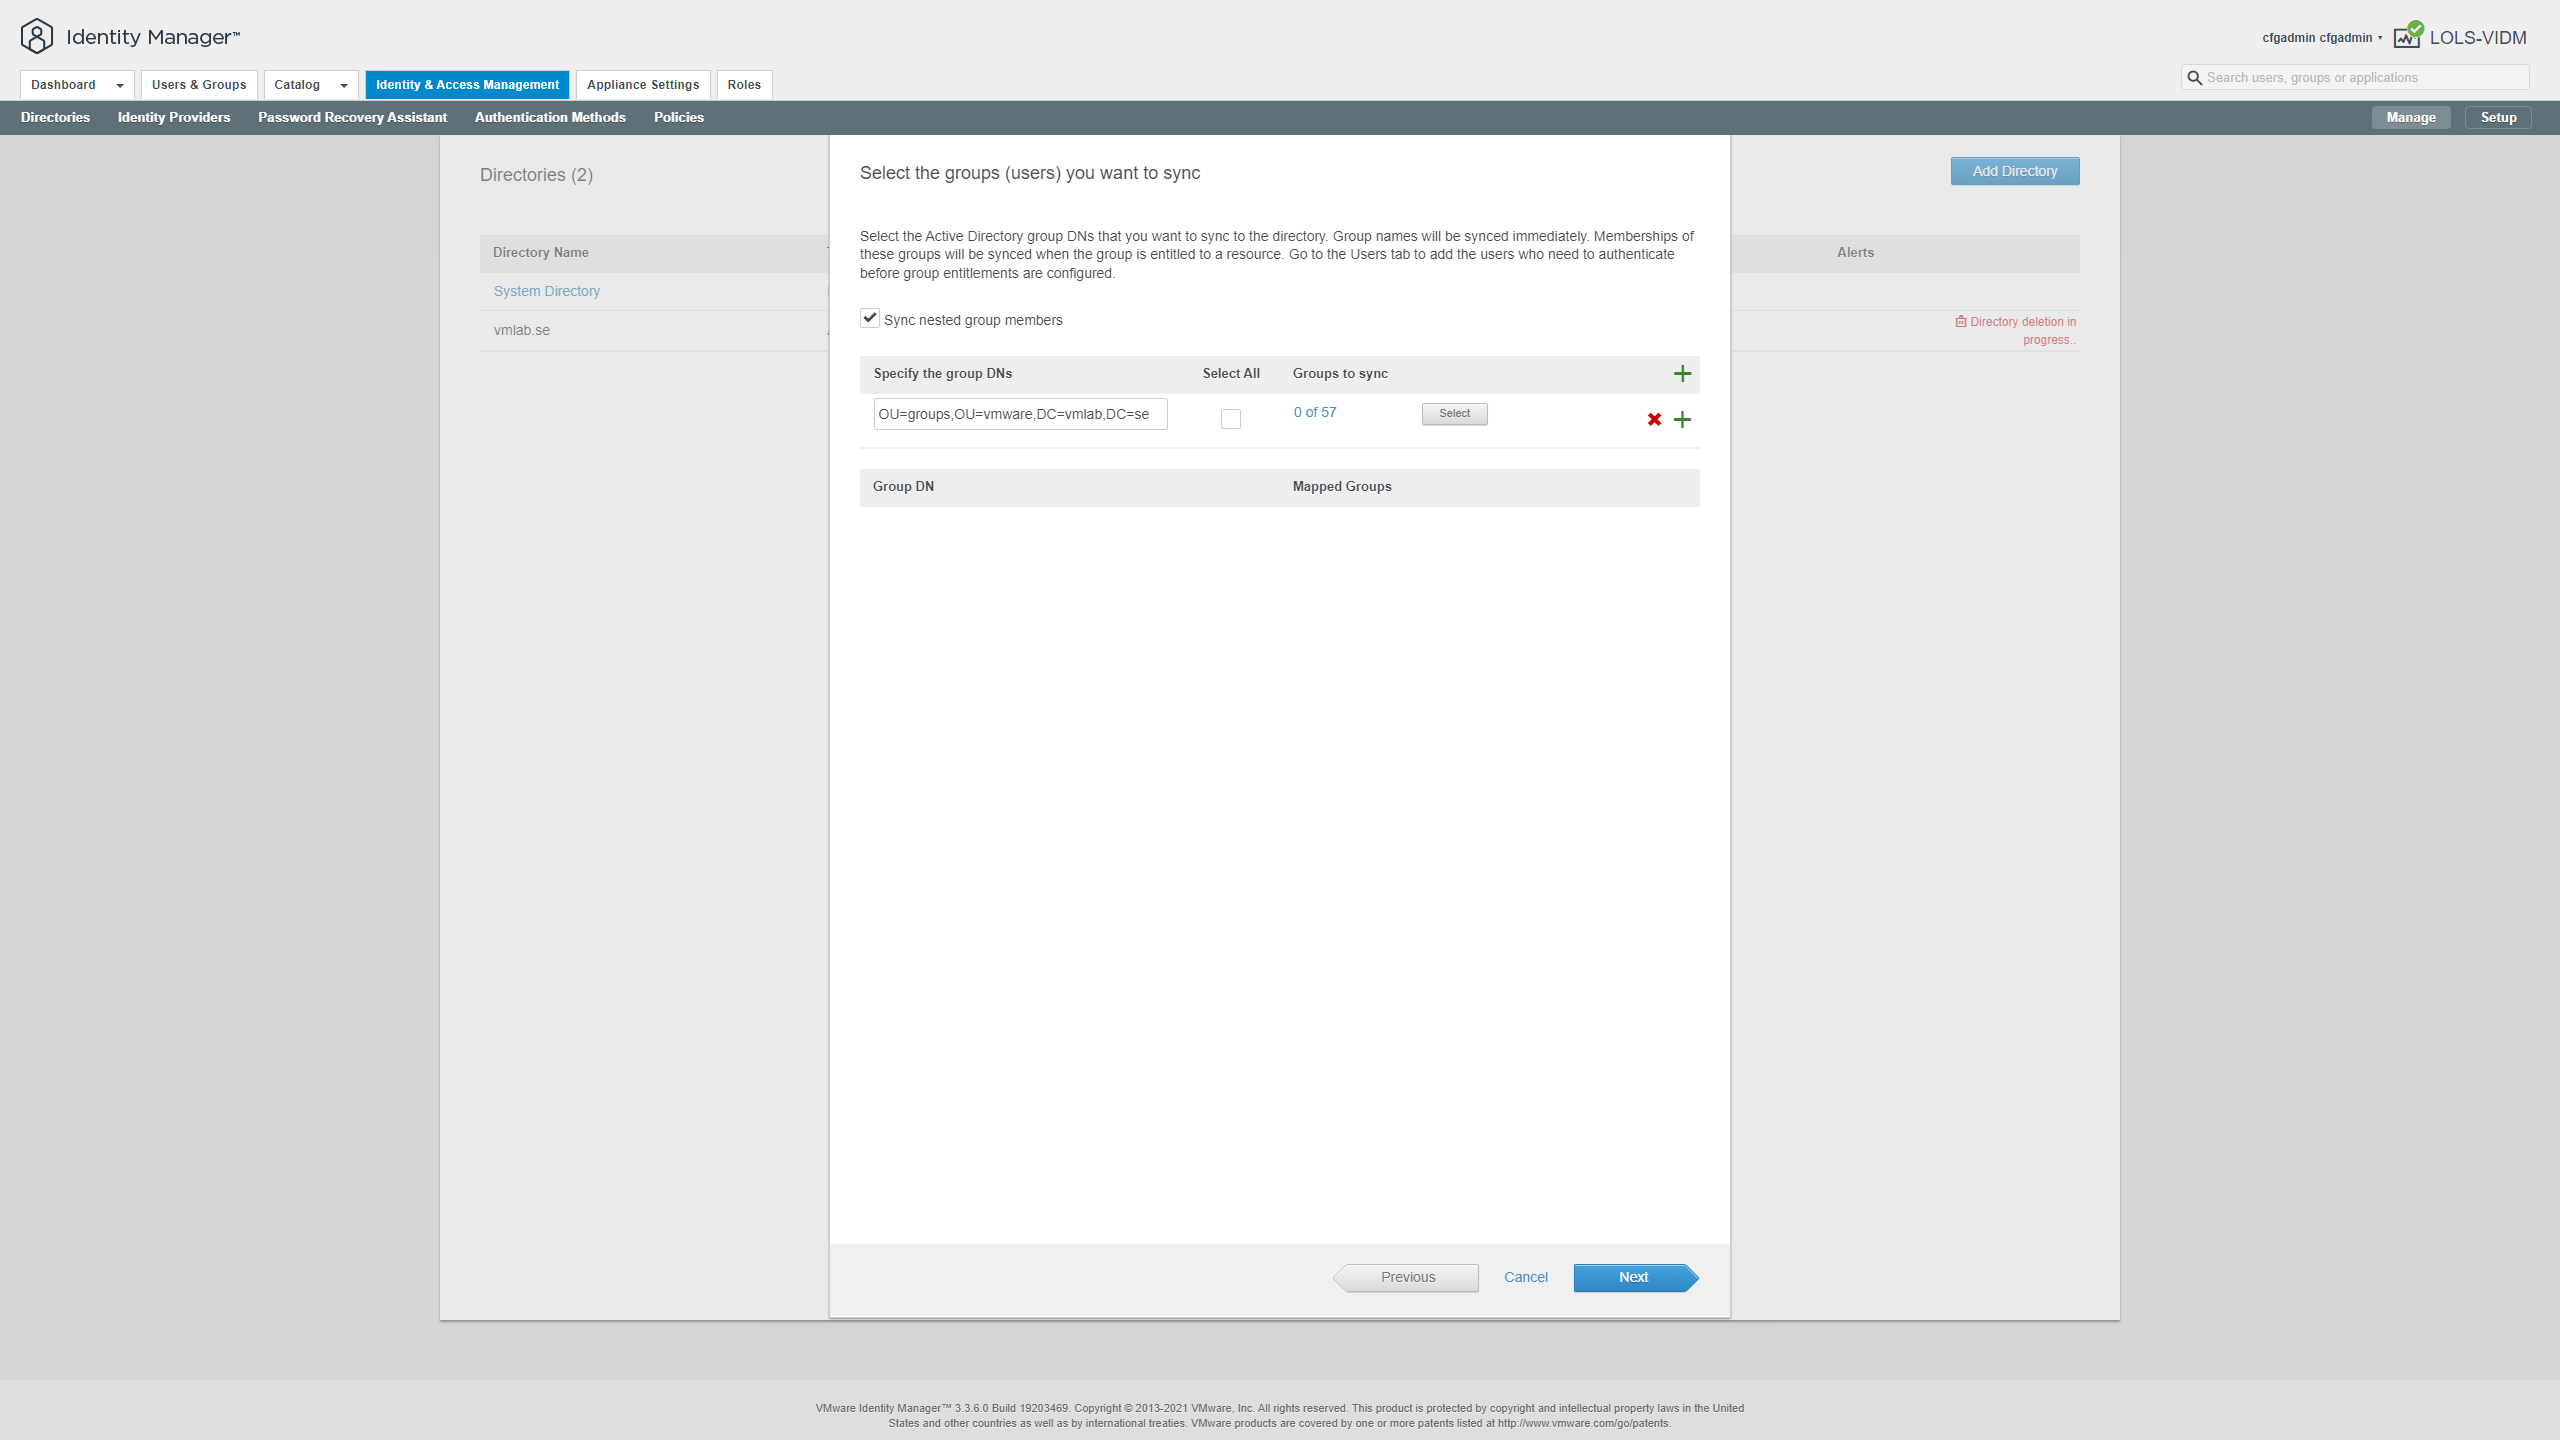 Identity Manager™
cfgadmin cfgadmin
LOLS-VIDM
Dashboard
Users & Groups
Catalog
Identity & Access Management
Appliance Settings
Roles
Search users, groups or applications
Directories
Identity Providers
Password Recovery Assistant
Authentication Methods
Policies
Manage
Setup
Directories (2)
Add Directory
Directory Name
Alerts
System Directory
vmlab.se
Directory deletion in
progress..
Select the groups (users) you want to sync
Select the Active Directory group DNs that you want to sync to the directory. Group names will be synced immediately. Memberships of
these groups will be synced when the group is entitled to a resource. Go to the Users tab to add the users who need to authenticate
before group entitlements are configured.
Sync nested group members
Specify the group DNs
Select All
Groups to sync
OU=groups,OU=vmware,DC=vmlab,DC=se
0 of 57
Select
Group DN
Mapped Groups
Previous
Cancel
Next
VMware Identity Manager™ 3.3.6.0 Build 19203469. Copyright © 2013-2021 VMware, Inc. All rights reserved. This product is protected by copyright and intellectual property laws in the United
States and other countries as well as by international treaties. VMware products are covered by one or more patents listed at http://www.vmware.com/go/patents.